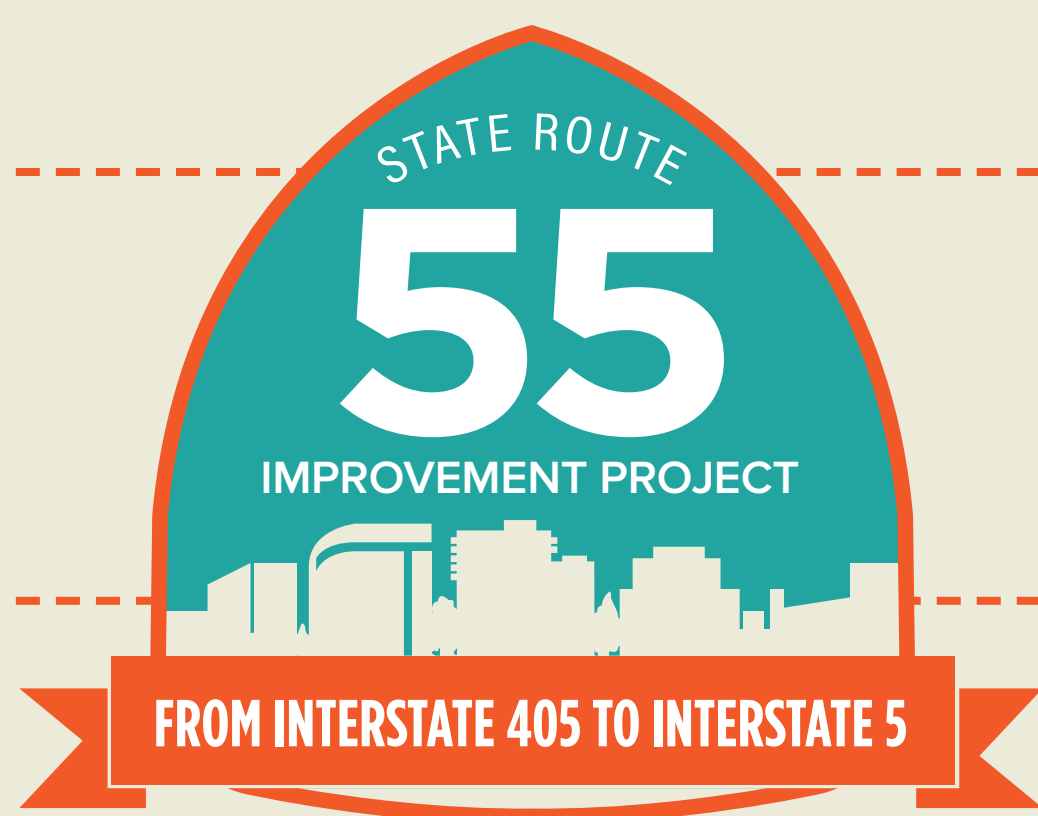 STATE ROUTE
55
IMPROVEMENT PROJECT
FROM INTERSTATE 405 TO INTERSTATE 5